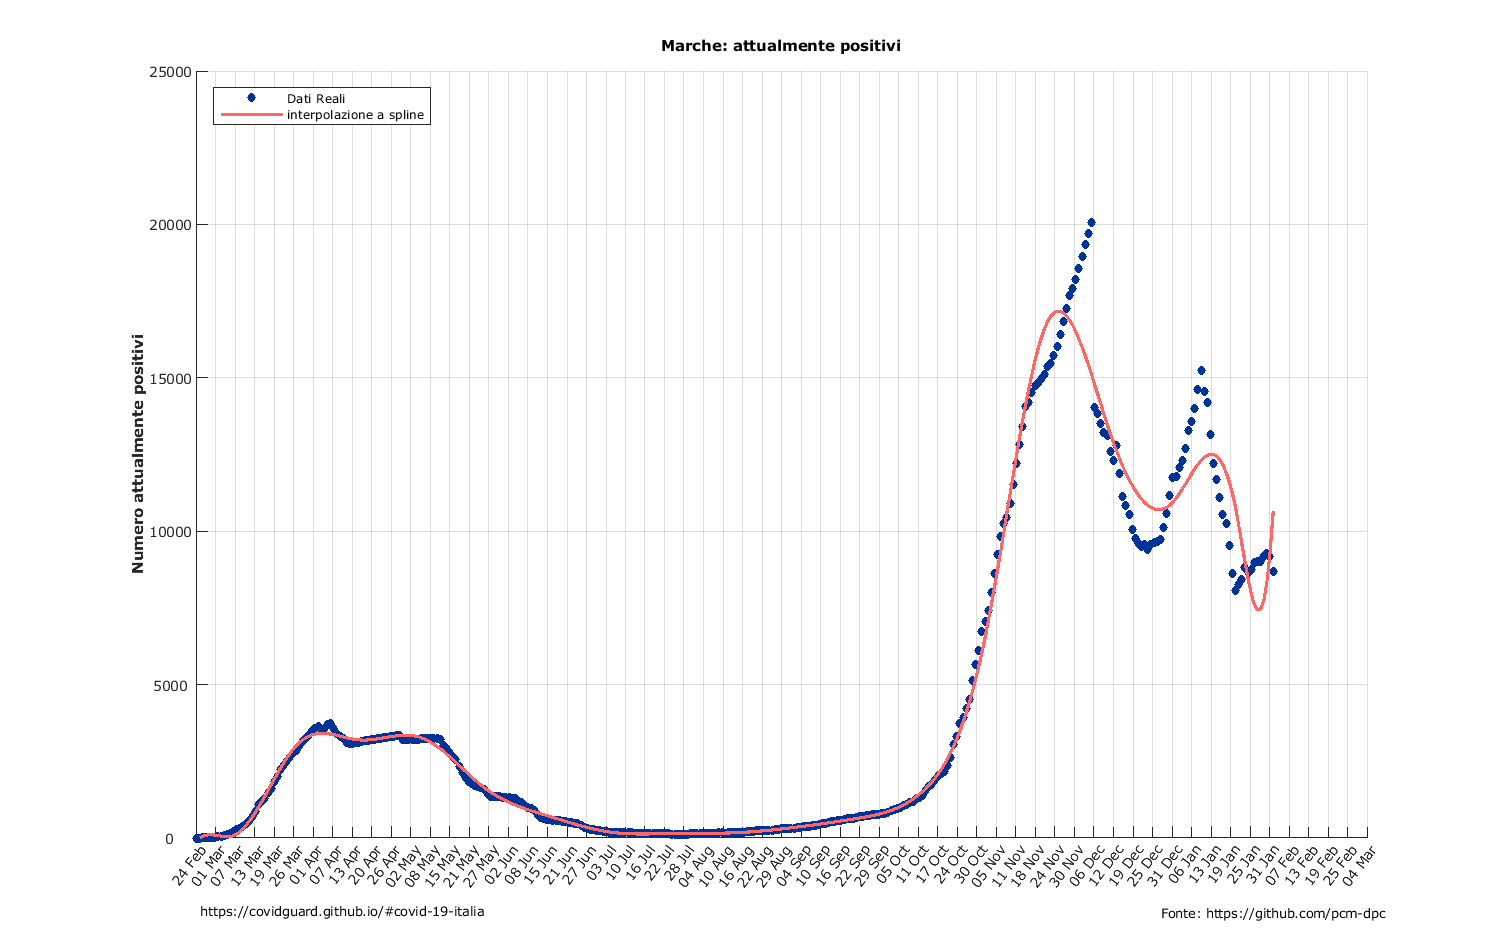 Marche: attualmente positivi
25000
Dati Reali
interpolazione a spline
20000
15000
10000
5000
0
Numero attualmente positivi
24 Feb
01 Mar
07 Mar
13 Mar
19 Mar
26 Mar
01 Apr
07 Apr
13 Apr
20 Apr
26 Apr
02 May
08 May
15 May
21 May
27 May
02 Jun
08 Jun
15 Jun
21 Jun
27 Jun
03 Jul
10 Jul
16 Jul
22 Jul
28 Jul
04 Aug
10 Aug
16 Aug
22 Aug
29 Aug
04 Sep
10 Sep
16 Sep
22 Sep
29 Sep
05 Oct
11 Oct
17 Oct
24 Oct
30 Oct
05 Nov
11 Nov
18 Nov
24 Nov
30 Nov
06 Dec
12 Dec
19 Dec
25 Dec
31 Dec
06 Jan
13 Jan
19 Jan
25 Jan
31 Jan
07 Feb
13 Feb
19 Feb
25 Feb
04 Mar
https://covidguard.github.io/#covid-19-italia
Fonte: https://github.com/pcm-dpc